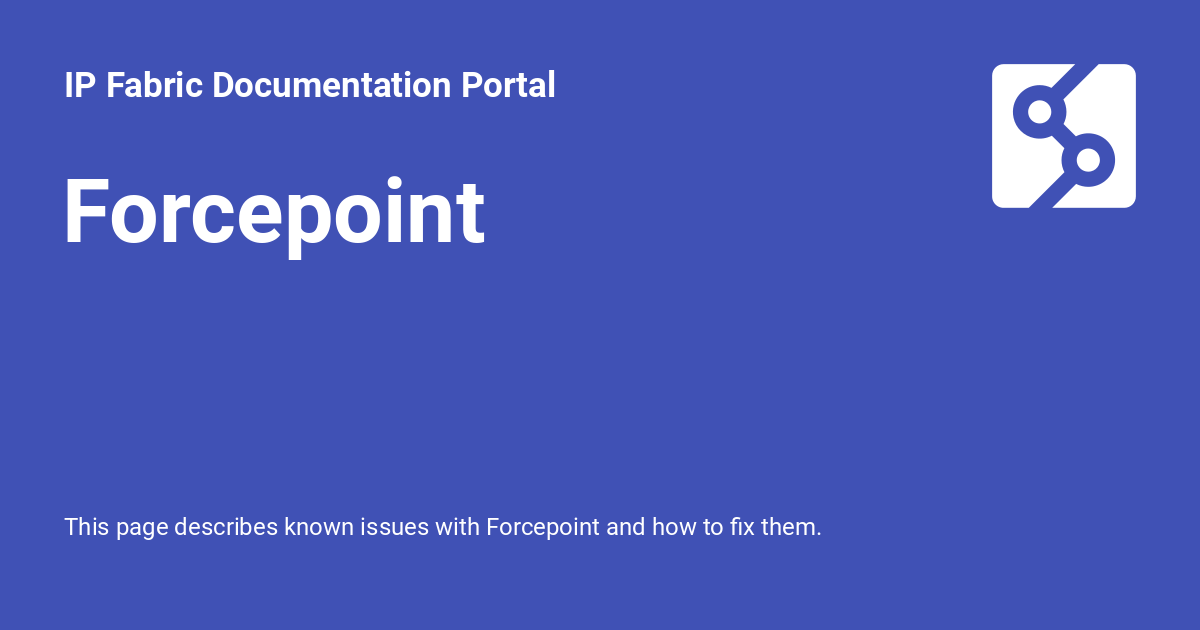 IP Fabric Documentation Portal
Forcepoint
This page describes known issues with Forcepoint and how to fix them.